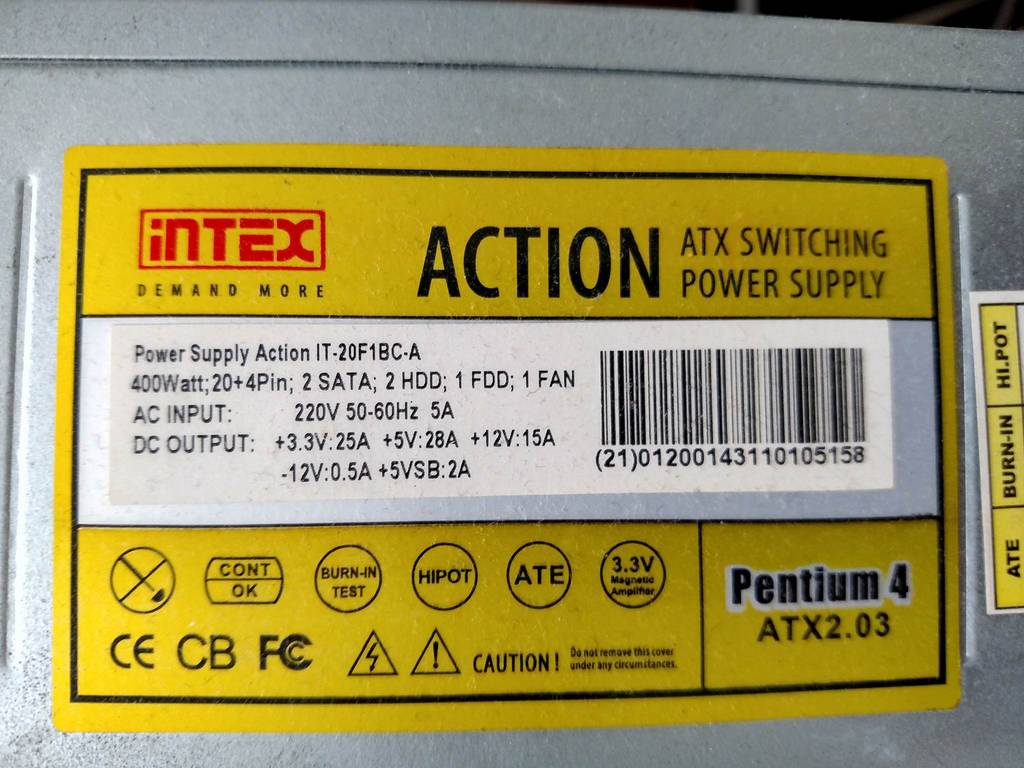 iNTEX
DEMAND MORE
ACTION
ATX SWITCHING
POWER SUPPLY
Power Supply Action IT-20F1BC-A
400Watt;20+4Pin; 2 SATA; 2 HDD; 1 FDD; 1 FAN
AC INPUT: 220V 50-60Hz 5A
DC OUTPUT: +3.3V:25A +5V:28A +12V:15A
-12V:0.5A +5VSB:2A
(21)01200143110105158
CONT
OK
BURN-IN
TEST
HIPOT
ATE
3.3V
Magnetic
Amplifier
Pentium 4
ATX2.03
CE CB FC
CAUTION!
Do not remove this cover
under any circumstances.
HI.POT
BURN-IN
ATE